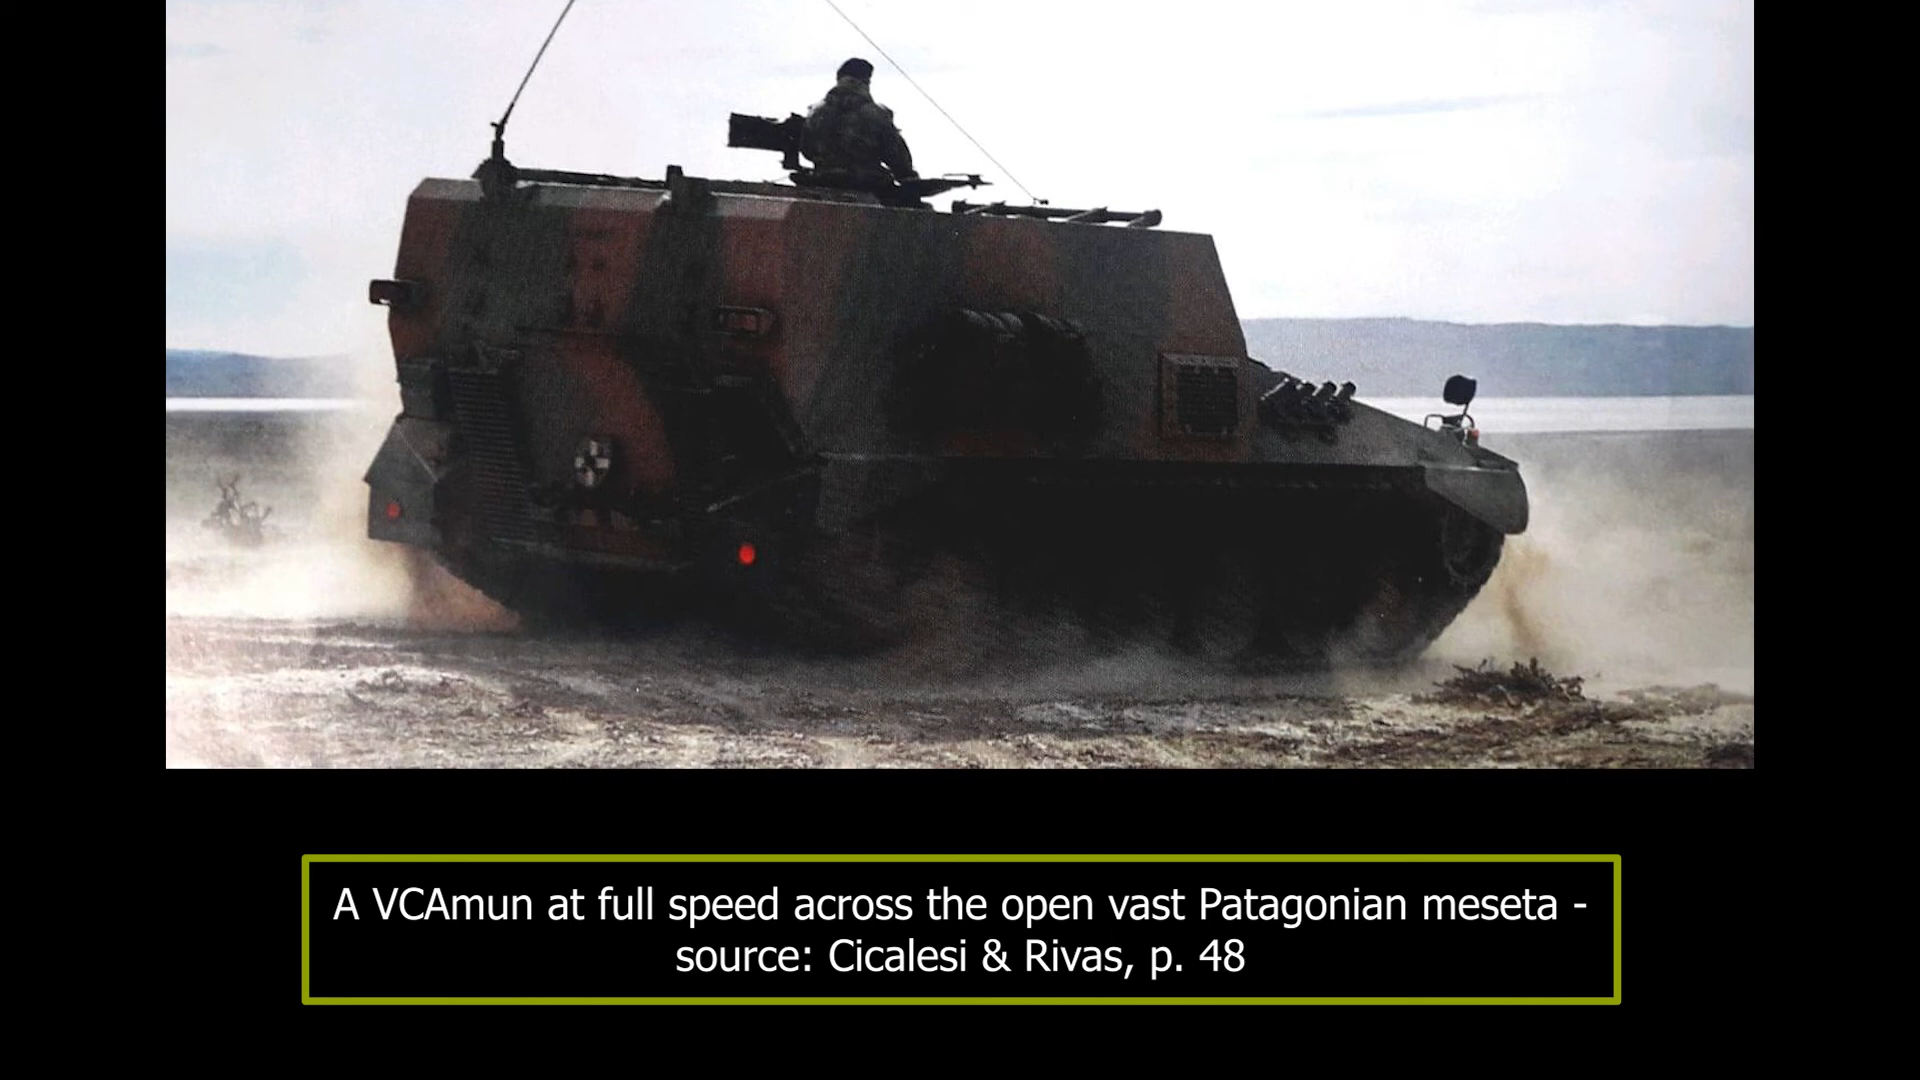 A VCAmun at full speed across the open vast Patagonian meseta -
source: Cicalesi & Rivas, p. 48